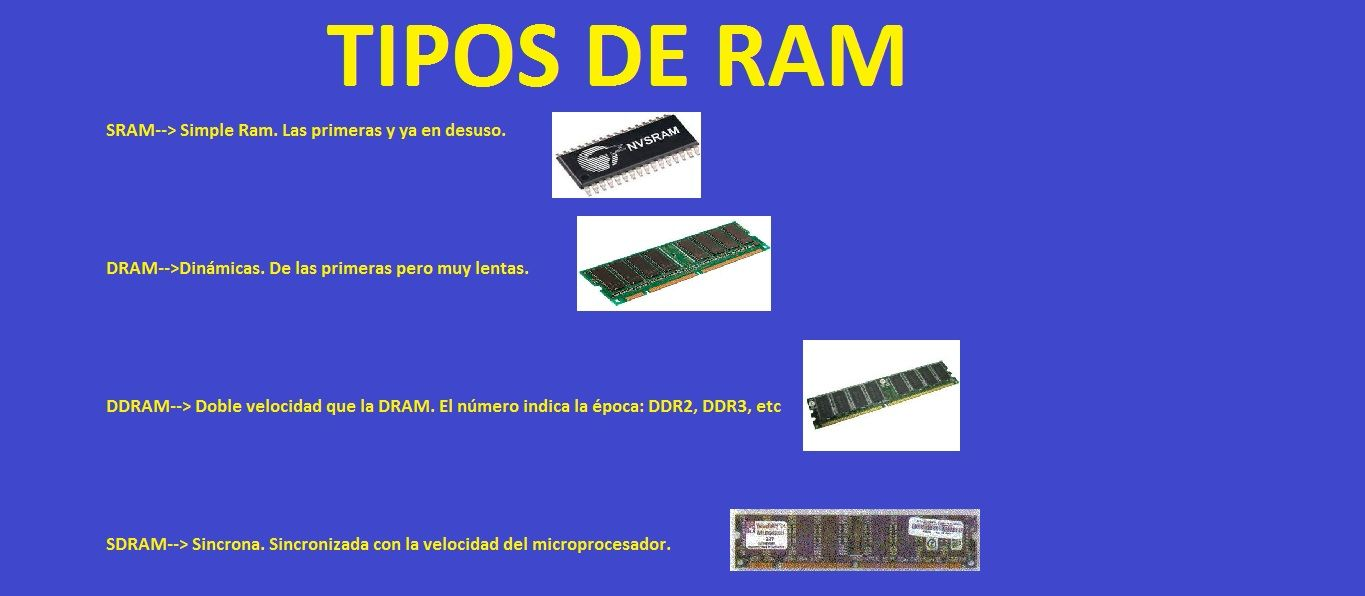 TIPOS DE RAM
SRAM--> Simple Ram. Las primeras y ya en desuso.
NVSRAM
DRAM-->Dinámicas. De las primeras pero muy lentas.
DDRAM--> Doble velocidad que la DRAM. El número indica la época: DDR2, DDR3, etc
SDRAM--> Sincrona. Sincronizada con la velocidad del microprocesador.